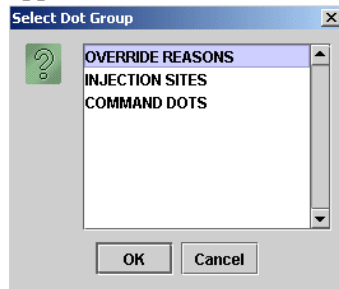 Select Dot Group
OVERRIDE REASONS
INJECTION SITES
COMMAND DOTS
OK
Cancel